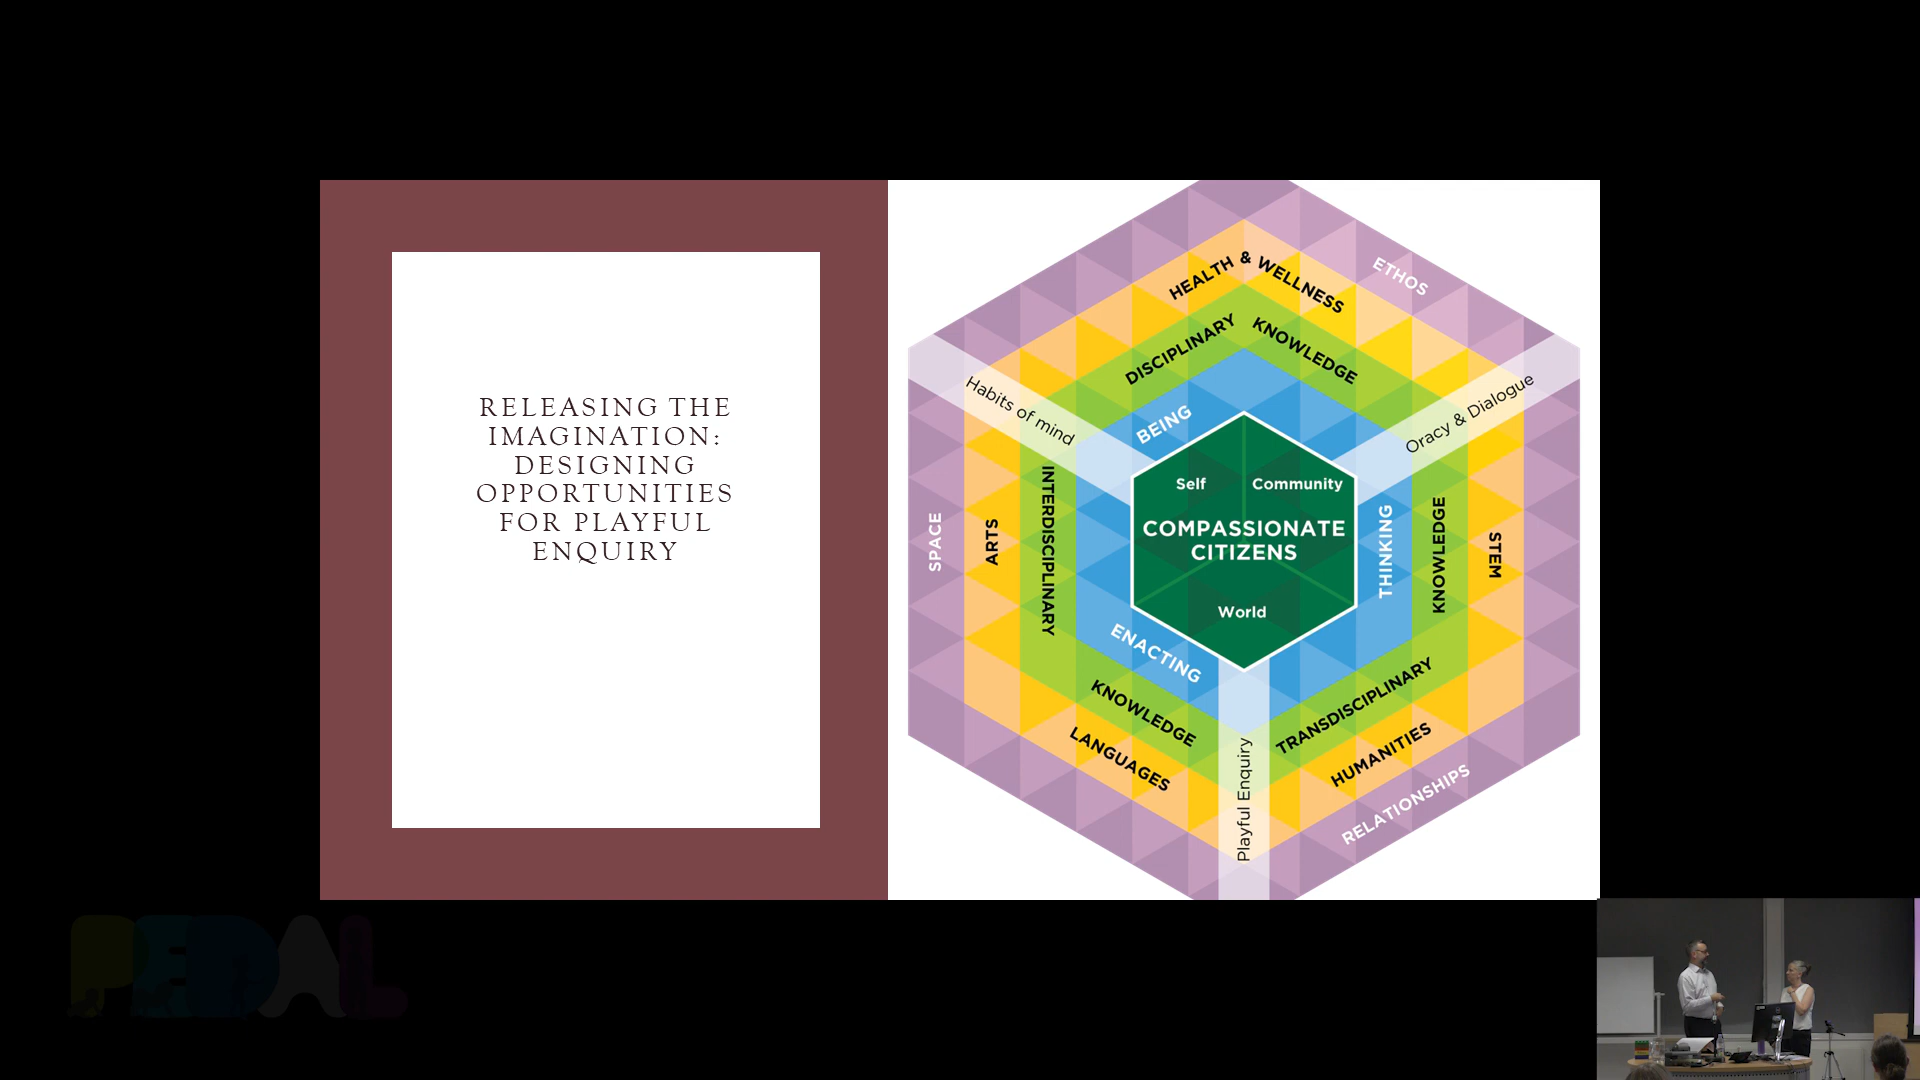 RELEASING THE
IMAGINATION:
DESIGNING
OPPORTUNITIES
FOR PLAYFUL
ENQUIRY
ETHOS
HEALTH & WELLNESS
DISCIPLINARY KNOWLEDGE
Habits of mind
Oracy & Dialogue
BEING
Self
Community
COMPASSIONATE
CITIZENS
World
SPACE
ARTS
INTERDISCIPLINARY
THINKING
KNOWLEDGE
STEM
ENACTING
KNOWLEDGE
LANGUAGES
Playful Enquiry
TRANSDISCIPLINARY
HUMANITIES
RELATIONSHIPS
PEDAL